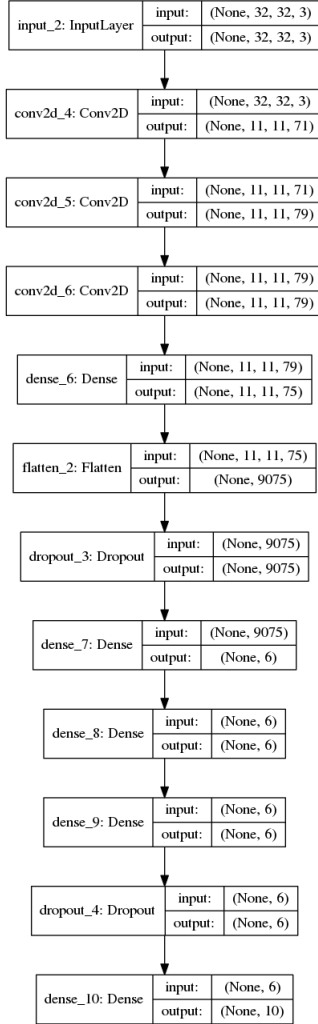 input_2: InputLayer
input: (None, 32, 32, 3)
output: (None, 32, 32, 3)
conv2d_4: Conv2D
input: (None, 32, 32, 3)
output: (None, 11, 11, 71)
conv2d_5: Conv2D
input: (None, 11, 11, 71)
output: (None, 11, 11, 79)
conv2d_6: Conv2D
input: (None, 11, 11, 79)
output: (None, 11, 11, 79)
dense_6: Dense
input: (None, 11, 11, 79)
output: (None, 11, 11, 75)
flatten_2: Flatten
input: (None, 11, 11, 75)
output: (None, 9075)
dropout_3: Dropout
input: (None, 9075)
output: (None, 9075)
dense_7: Dense
input: (None, 9075)
output: (None, 6)
dense_8: Dense
input: (None, 6)
output: (None, 6)
dense_9: Dense
input: (None, 6)
output: (None, 6)
dropout_4: Dropout
input: (None, 6)
output: (None, 6)
dense_10: Dense
input: (None, 6)
output: (None, 10)